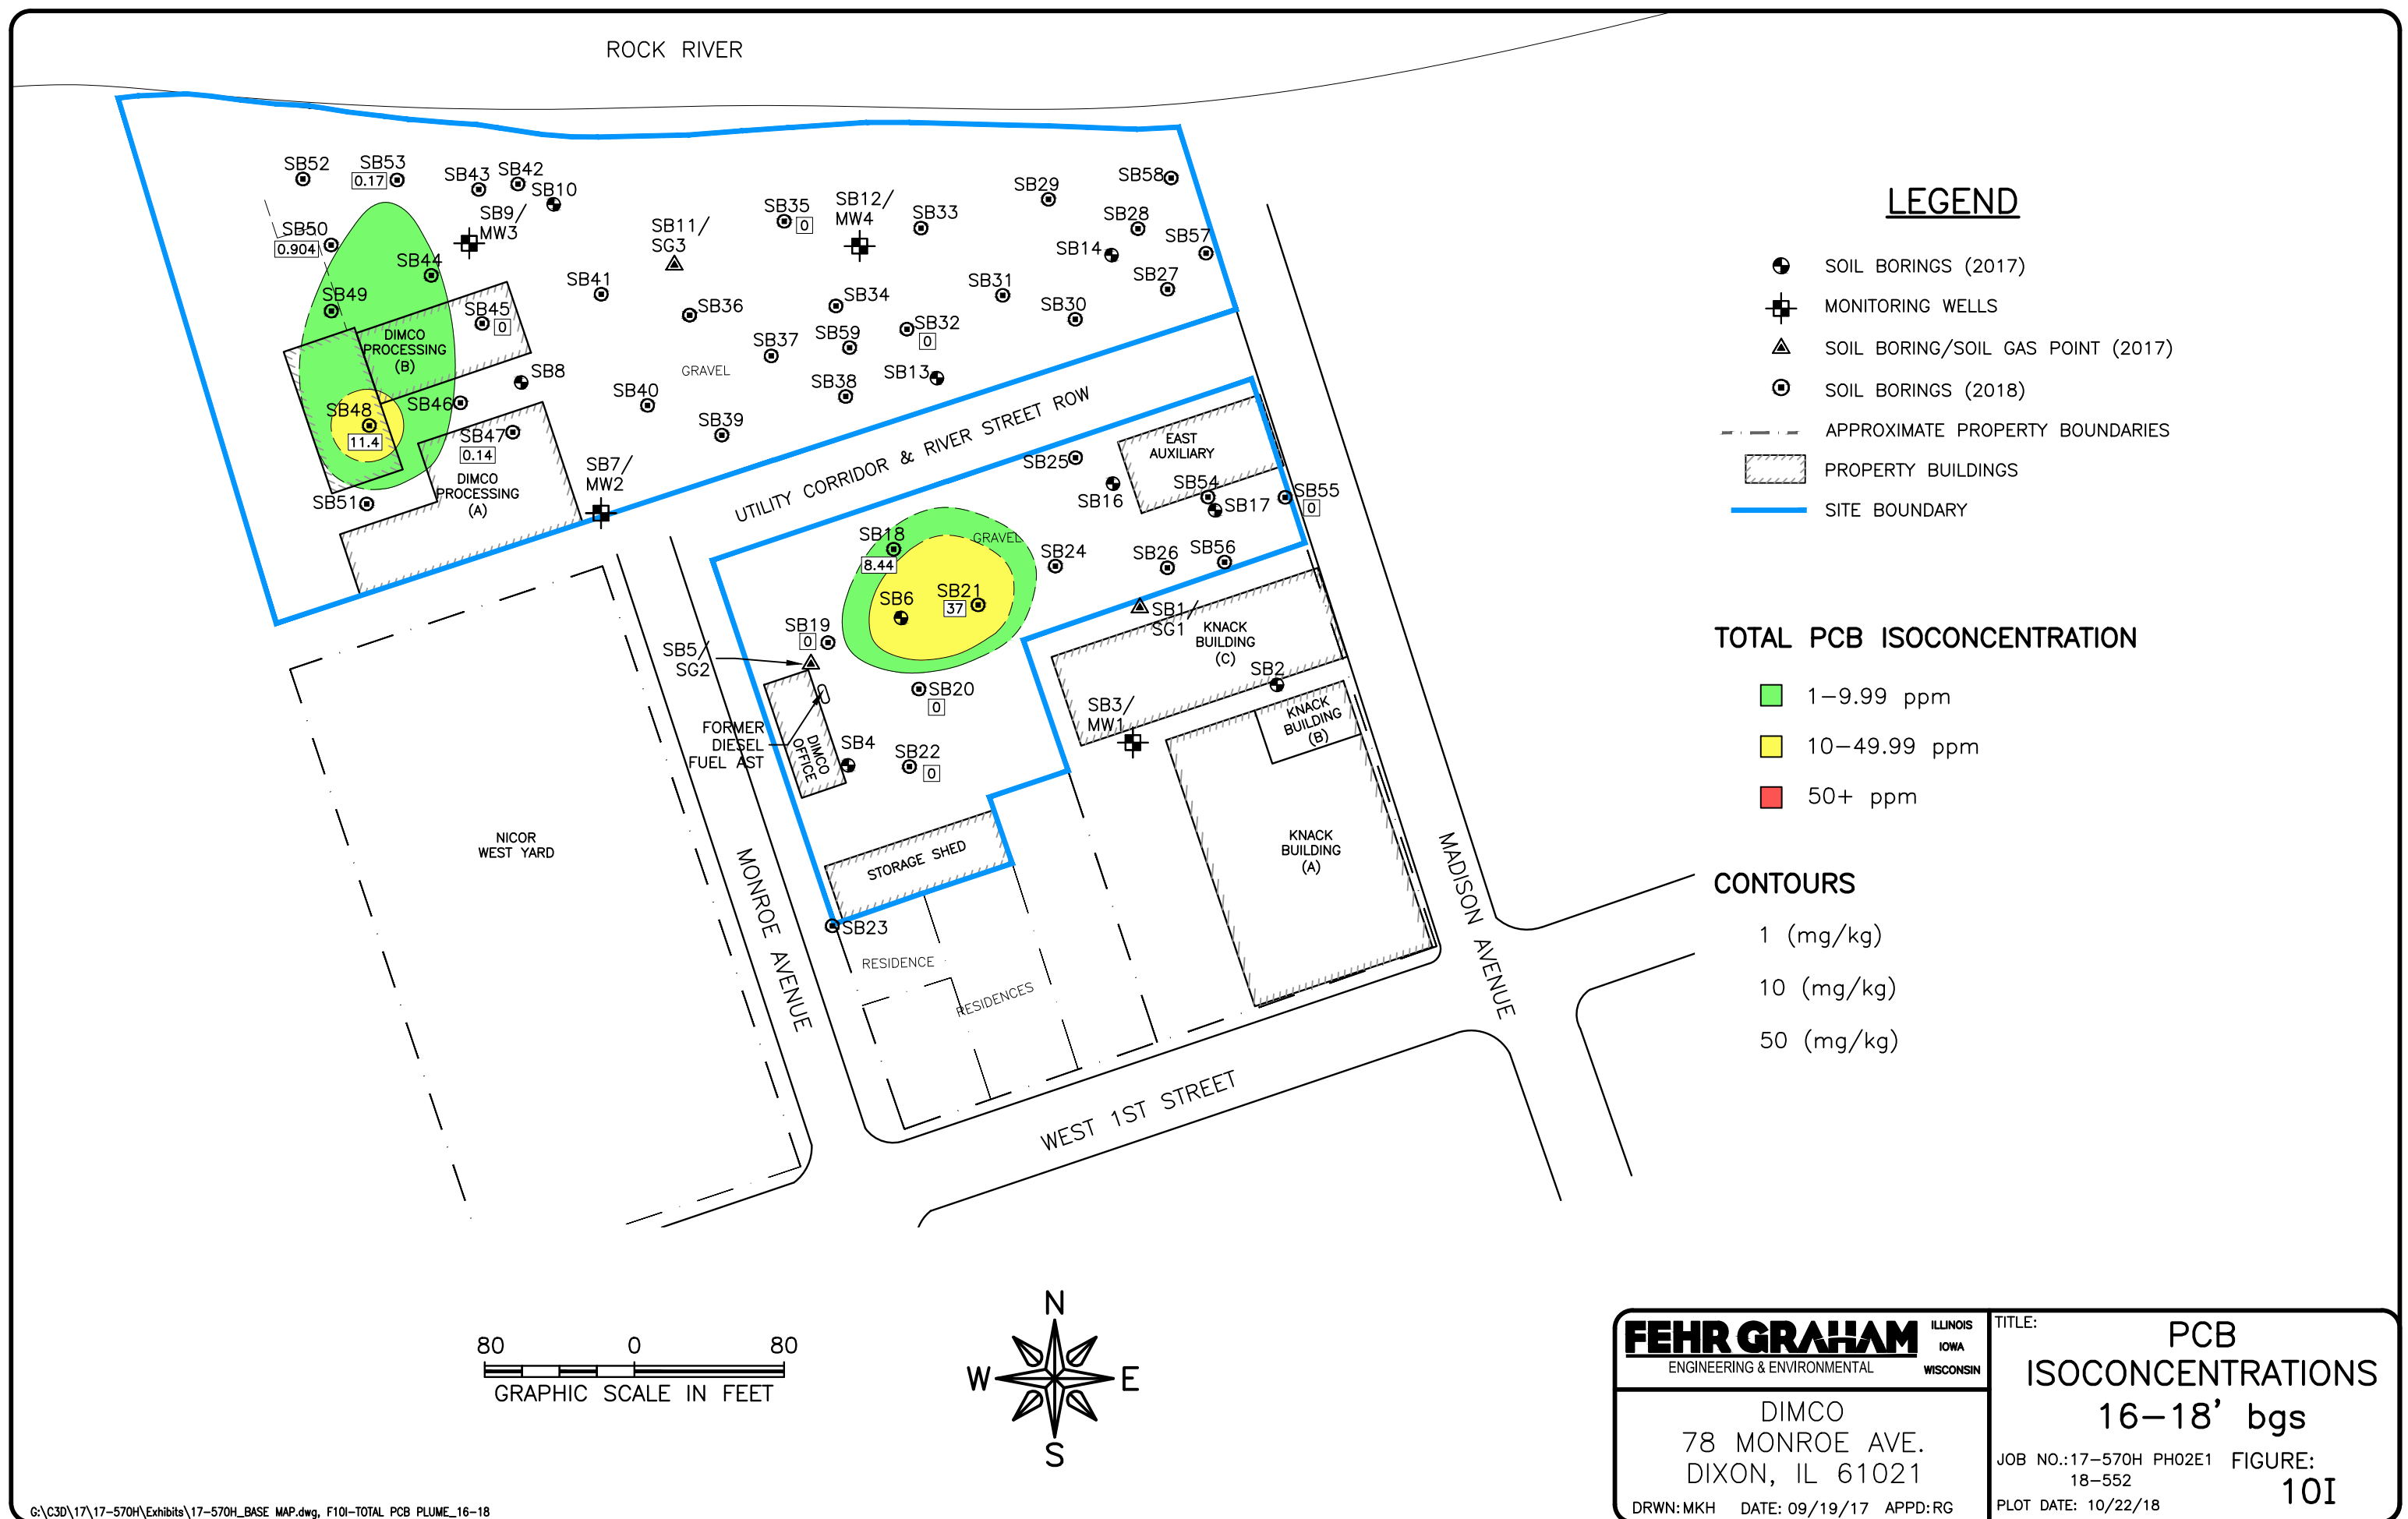 ROCK RIVER
SB52
SB53
0.17
SB43
SB42
SB10
SB9/
MW3
SB50
0.904
SB44
SB49
SB45
0
DIMCO
PROCESSING
(B)
SB8
SB48
11.4
SB46
SB47
0.14
DIMCO
PROCESSING
(A)
SB51
SB7/
MW2
SB41
SB11/
SG3
SB36
SB35
0
SB12/
MW4
SB33
SB34
SB59
SB37
SB32
0
SB13
SB38
GRAVEL
SB40
SB39
SB29
SB58
SB28
SB14
SB57
SB27
SB31
SB30
UTILITY CORRIDOR & RIVER STREET ROW
EAST
AUXILIARY
SB25
SB16
SB54
SB17
SB55
0
SB18
8.44
GRAVEL
SB24
SB26
SB56
SB6
SB21
37
SB19
0
SB5/
SG2
SB1/
SG1
KNACK
BUILDING
(C)
SB2
SB20
0
SB3/
MW1
KNACK
BUILDING
(B)
FORMER
DIESEL
FUEL AST
DIMCO
OFFICE
SB4
SB22
0
KNACK
BUILDING
(A)
NICOR
WEST YARD
STORAGE SHED
SB23
RESIDENCE
RESIDENCES
MONROE AVENUE
MADISON AVENUE
WEST 1ST STREET
LEGEND
SOIL BORINGS (2017)
MONITORING WELLS
SOIL BORING/SOIL GAS POINT (2017)
SOIL BORINGS (2018)
APPROXIMATE PROPERTY BOUNDARIES
PROPERTY BUILDINGS
SITE BOUNDARY
TOTAL PCB ISOCONCENTRATION
1-9.99 ppm
10-49.99 ppm
50+ ppm
CONTOURS
1 (mg/kg)
10 (mg/kg)
50 (mg/kg)
80 0 80
GRAPHIC SCALE IN FEET
N
W E
S
FEHR GRAHAM
ENGINEERING & ENVIRONMENTAL
ILLINOIS
IOWA
WISCONSIN
DIMCO
78 MONROE AVE.
DIXON, IL 61021
DRWN: MKH DATE: 09/19/17 APPD: RG
TITLE:
PCB
ISOCONCENTRATIONS
16-18' bgs
JOB NO.:17-570H PH02E1
18-552
FIGURE:
10I
PLOT DATE: 10/22/18
G:\C3D\17\17-570H\Exhibits\17-570H_BASE MAP.dwg, F10I-TOTAL PCB PLUME_16-18